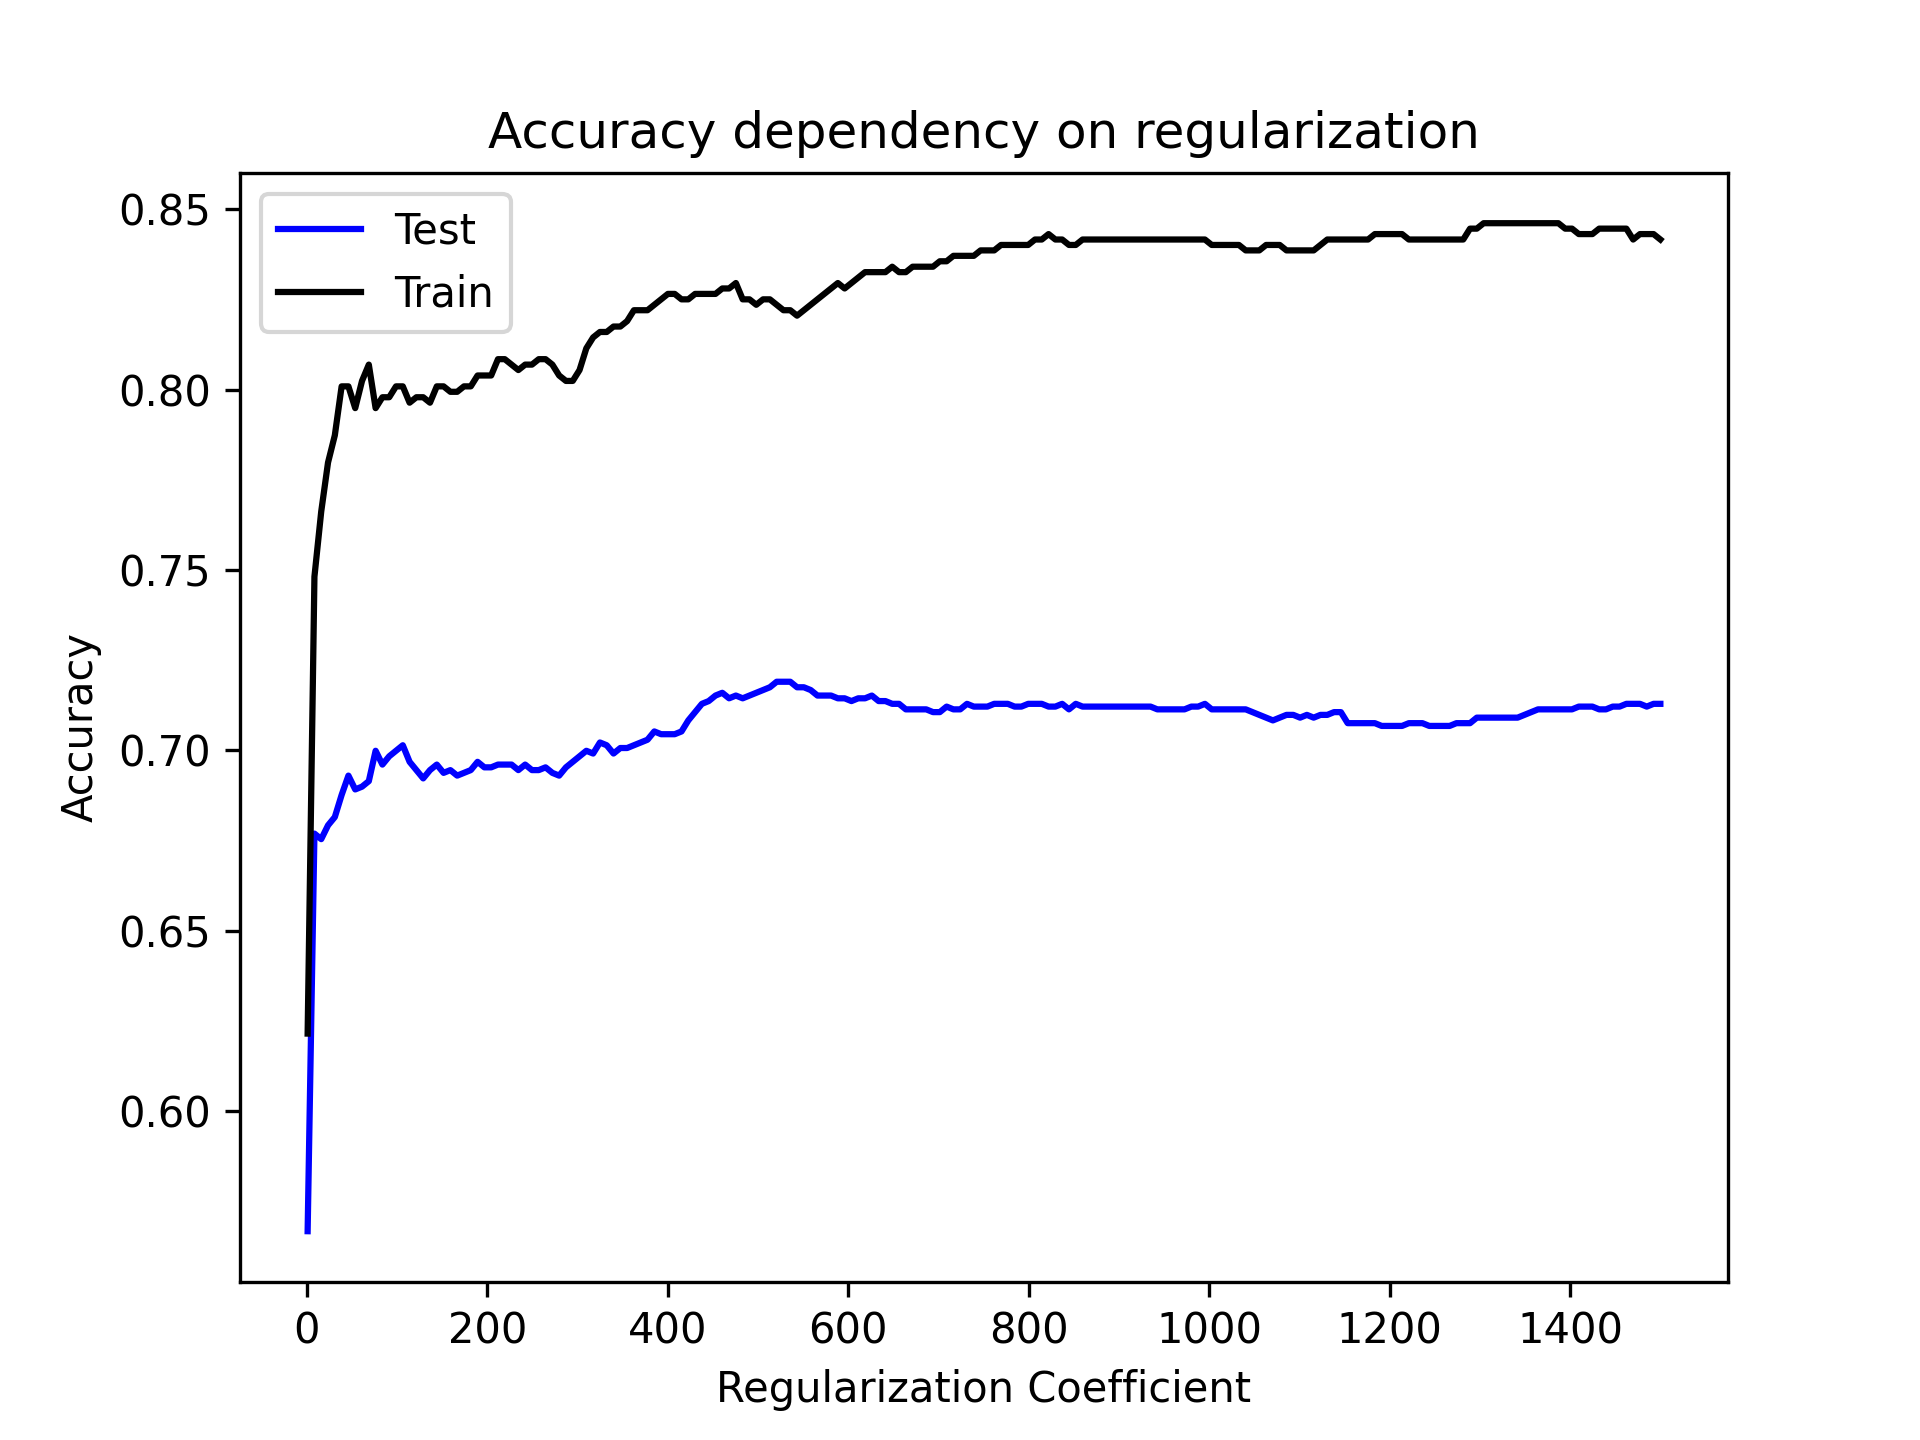 Accuracy dependency on regularization
Test
Train
0.85
0.80
0.75
0.70
0.65
0.60
Accuracy
0 200 400 600 800 1000 1200 1400
Regularization Coefficient